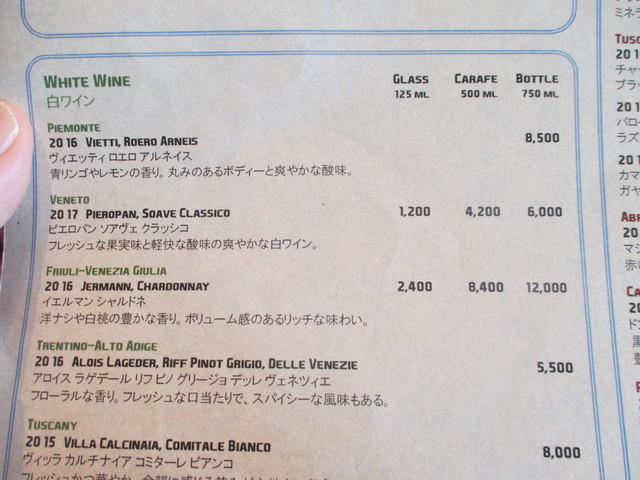 WHITE WINE GLASS CARAFE BOTTLE
白ワイン 125 ML 500 ML 750 ML
PIEMONTE
2016 VIETTI, ROERO ARNEIS 8,500
ヴィエッティ ロエロ アルネイス
青リンゴやレモンの香り。丸みのあるボディーと爽やかな酸味。
VENETO
2017 PIEROPAN, SOAVE CLASSICO 1,200 4,200 6,000
ピエロパン ソアヴェ クラッシコ
フレッシュな果実味と軽快な酸味の爽やかな白ワイン。
FRIULI-VENEZIA GIULIA
2016 JERMANN, CHARDONNAY 2,400 8,400 12,000
イエルマン シャルドネ
洋ナシや白桃の豊かな香り。ボリューム感のあるリッチな味わい。
TRENTINO-ALTO ADIGE
2016 ALOIS LAGEDER, RIFF PINOT GRIGIO, DELLE VENEZIE 5,500
アロイス ラゲデール リフ ピノ グリージョ デッレ ヴェネツィエ
フローラルな香り。フレッシュな口当たりで、スパイシーな風味もある。
TUSCANY
2015 VILLA CALCINAIA, COMITALE BIANCO 8,000
ヴィッラ カルチナイア コミターレ ビアンコ